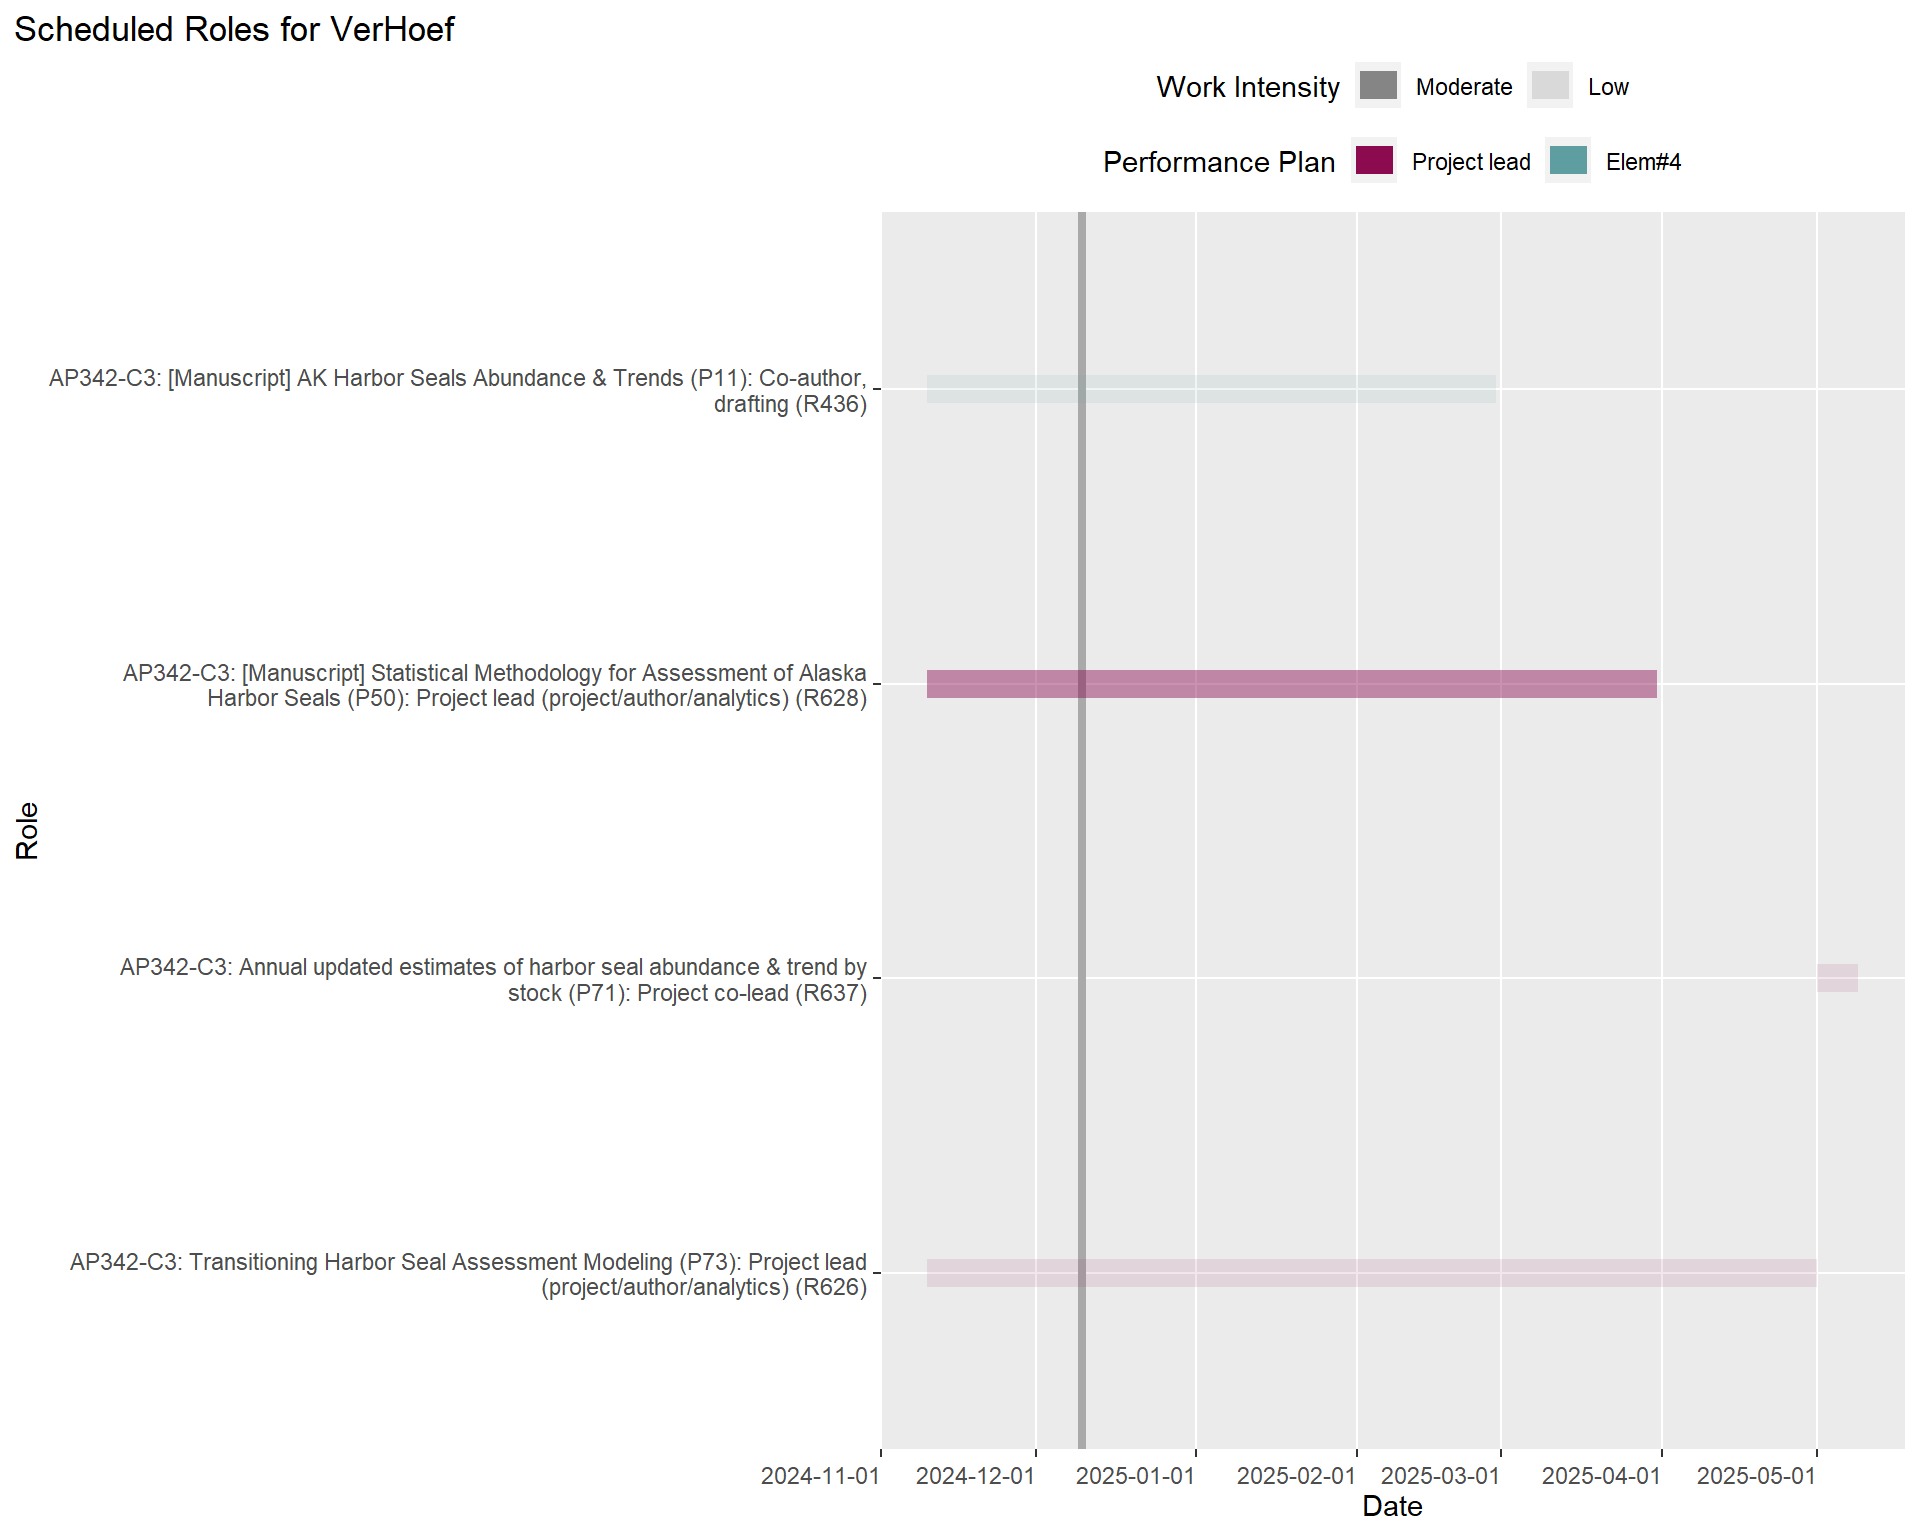 Scheduled Roles for VerHoef
Work Intensity Moderate Low
Performance Plan Project lead Elem#4
AP342-C3: [Manuscript] AK Harbor Seals Abundance & Trends (P11): Co-author,
drafting (R436)
AP342-C3: [Manuscript] Statistical Methodology for Assessment of Alaska
Harbor Seals (P50): Project lead (project/author/analytics) (R628)
Role
AP342-C3: Annual updated estimates of harbor seal abundance & trend by
stock (P71): Project co-lead (R637)
AP342-C3: Transitioning Harbor Seal Assessment Modeling (P73): Project lead
(project/author/analytics) (R626)
2024-11-01 2024-12-01 2025-01-01 2025-02-01 2025-03-01 2025-04-01 2025-05-01
Date